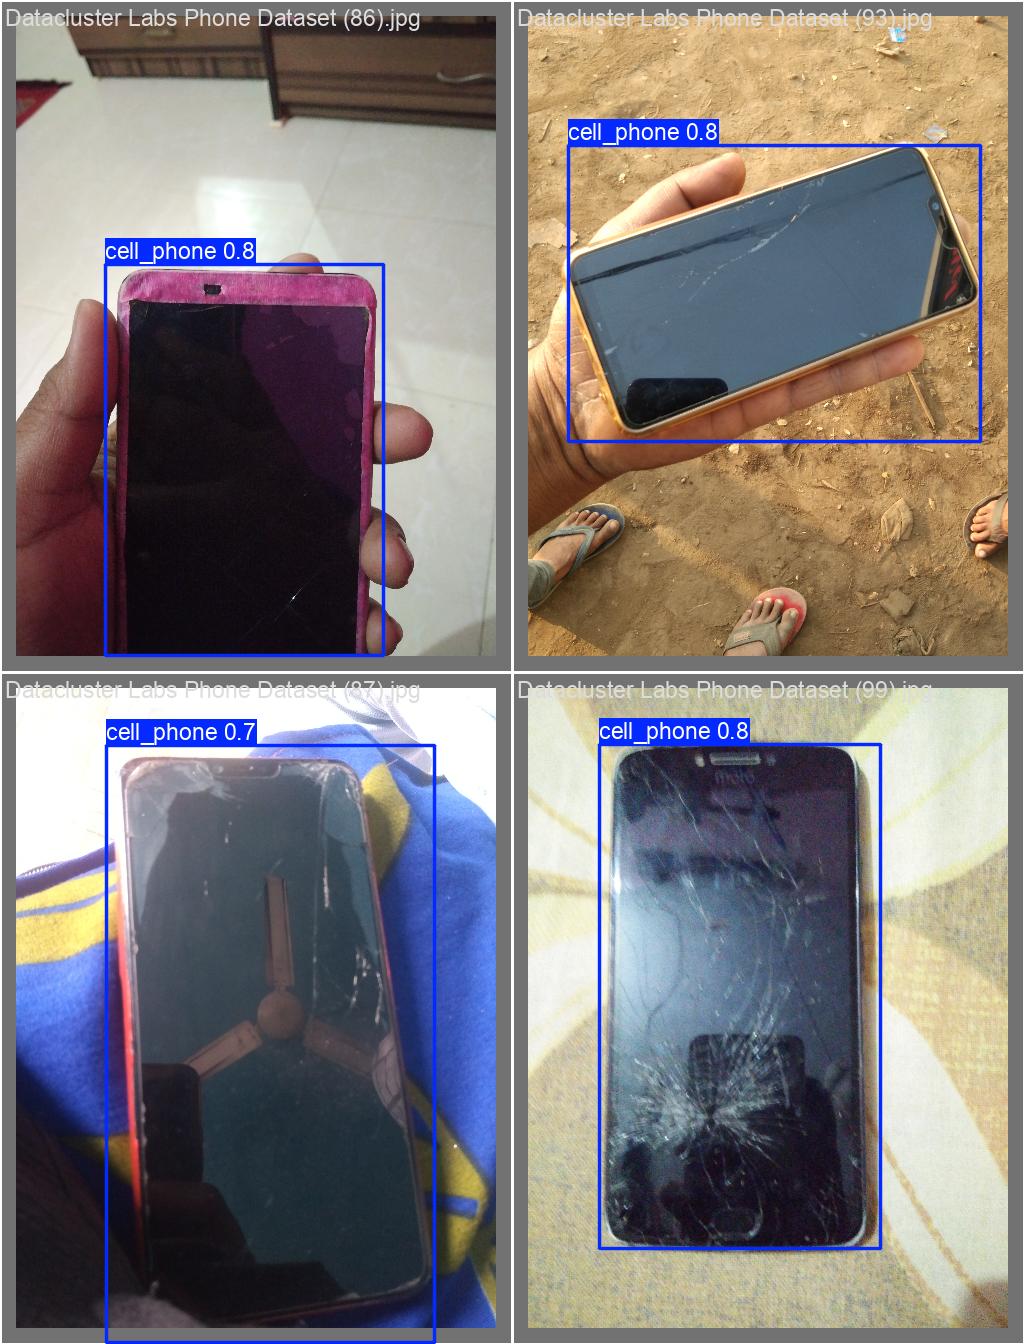 Datacluster Labs Phone Dataset (86).jpg
cell_phone 0.8
Datacluster Labs Phone Dataset (93).jpg
cell_phone 0.8
Datacluster Labs Phone Dataset (87).jpg
cell_phone 0.7
Datacluster Labs Phone Dataset (99).jpg
cell_phone 0.8
moto